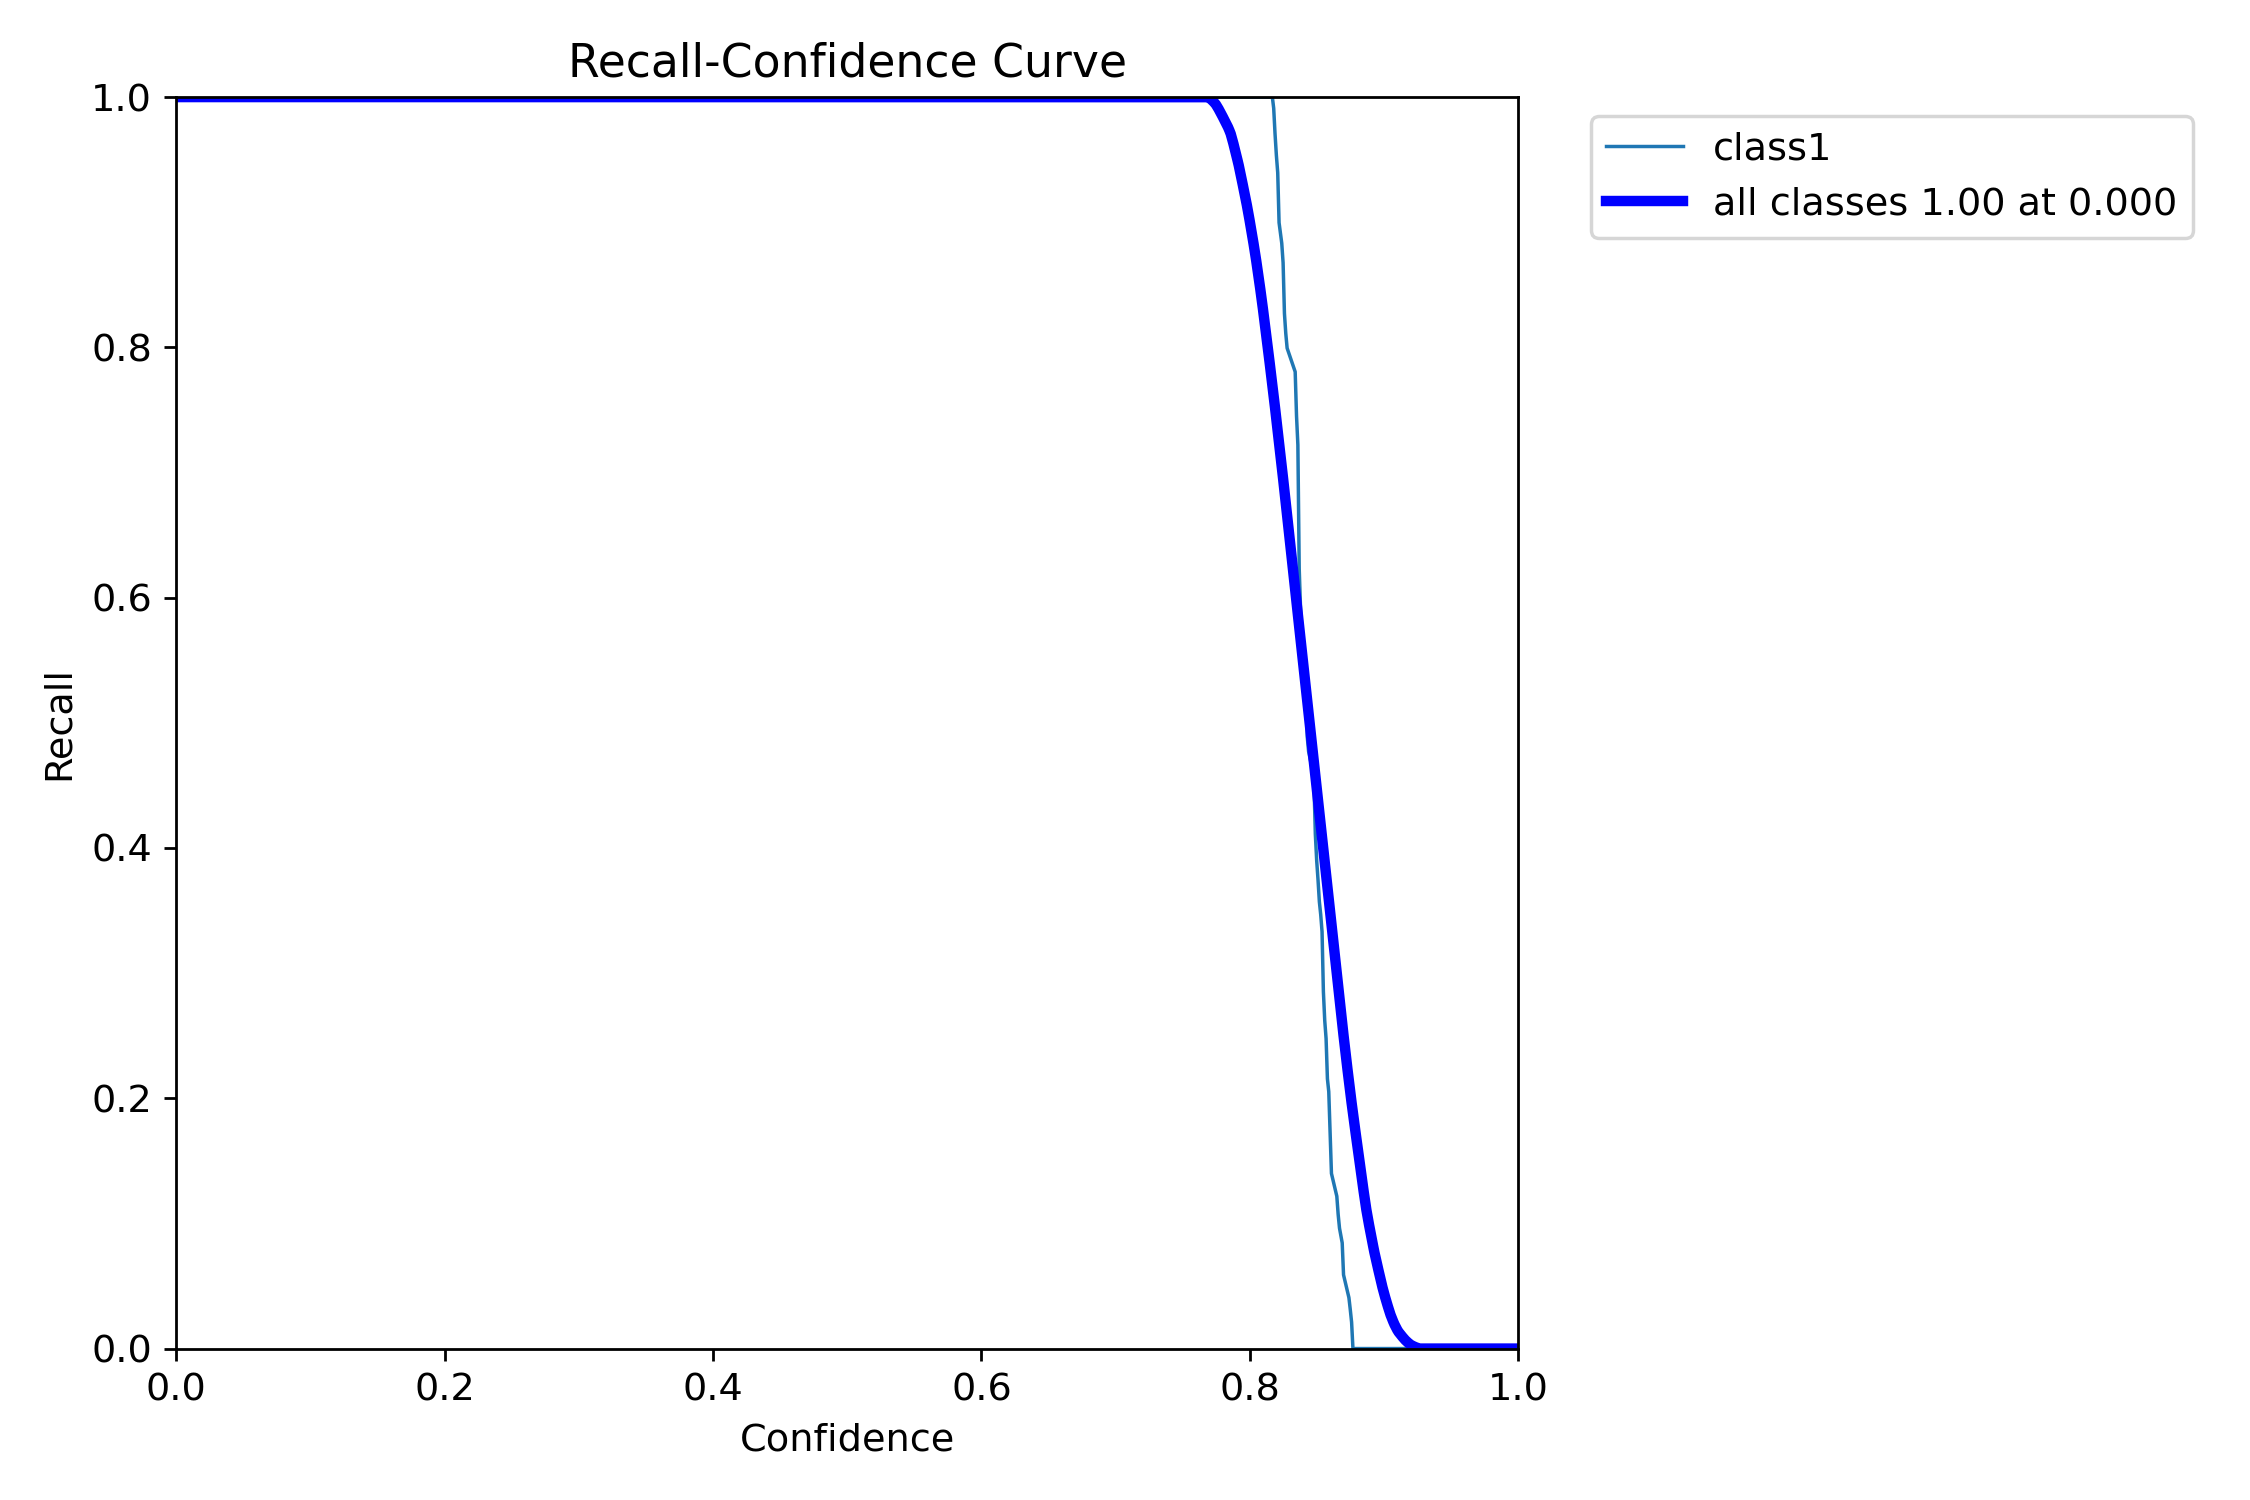 Recall-Confidence Curve
1.0
0.8
0.6
0.4
0.2
0.0
Recall
0.0 0.2 0.4 0.6 0.8 1.0
Confidence
class1
all classes 1.00 at 0.000